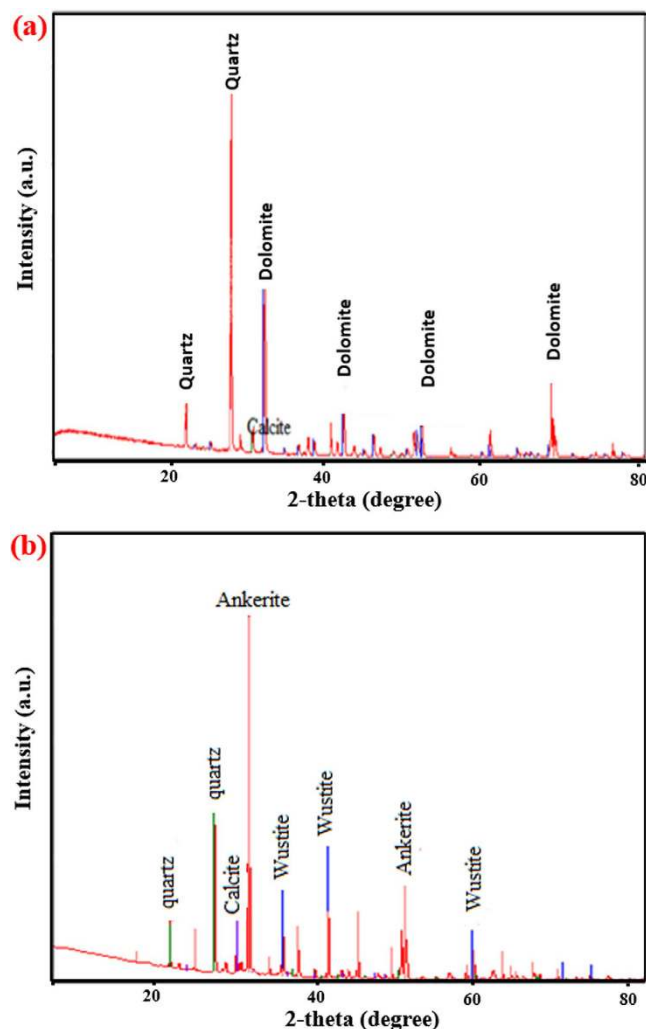 (a)
Quartz
Quartz
Dolomite
Calcite
Dolomite
Dolomite
Dolomite
Intensity (a.u.)
20 40 60 80
2-theta (degree)
(b)
Ankerite
quartz
quartz
Calcite
Wustite
Wustite
Ankerite
Wustite
Intensity (a.u.)
20 40 60 80
2-theta (degree)